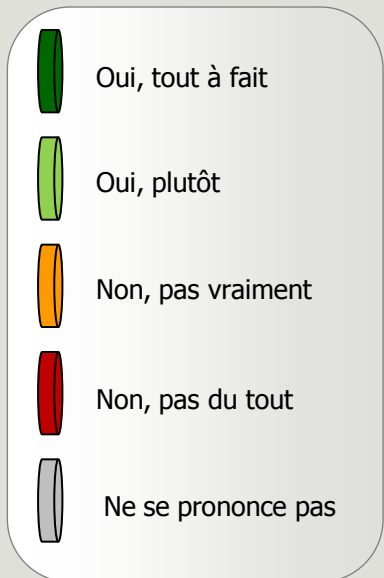 Oui, tout à fait
Oui, plutôt
Non, pas vraiment
Non, pas du tout
Ne se prononce pas